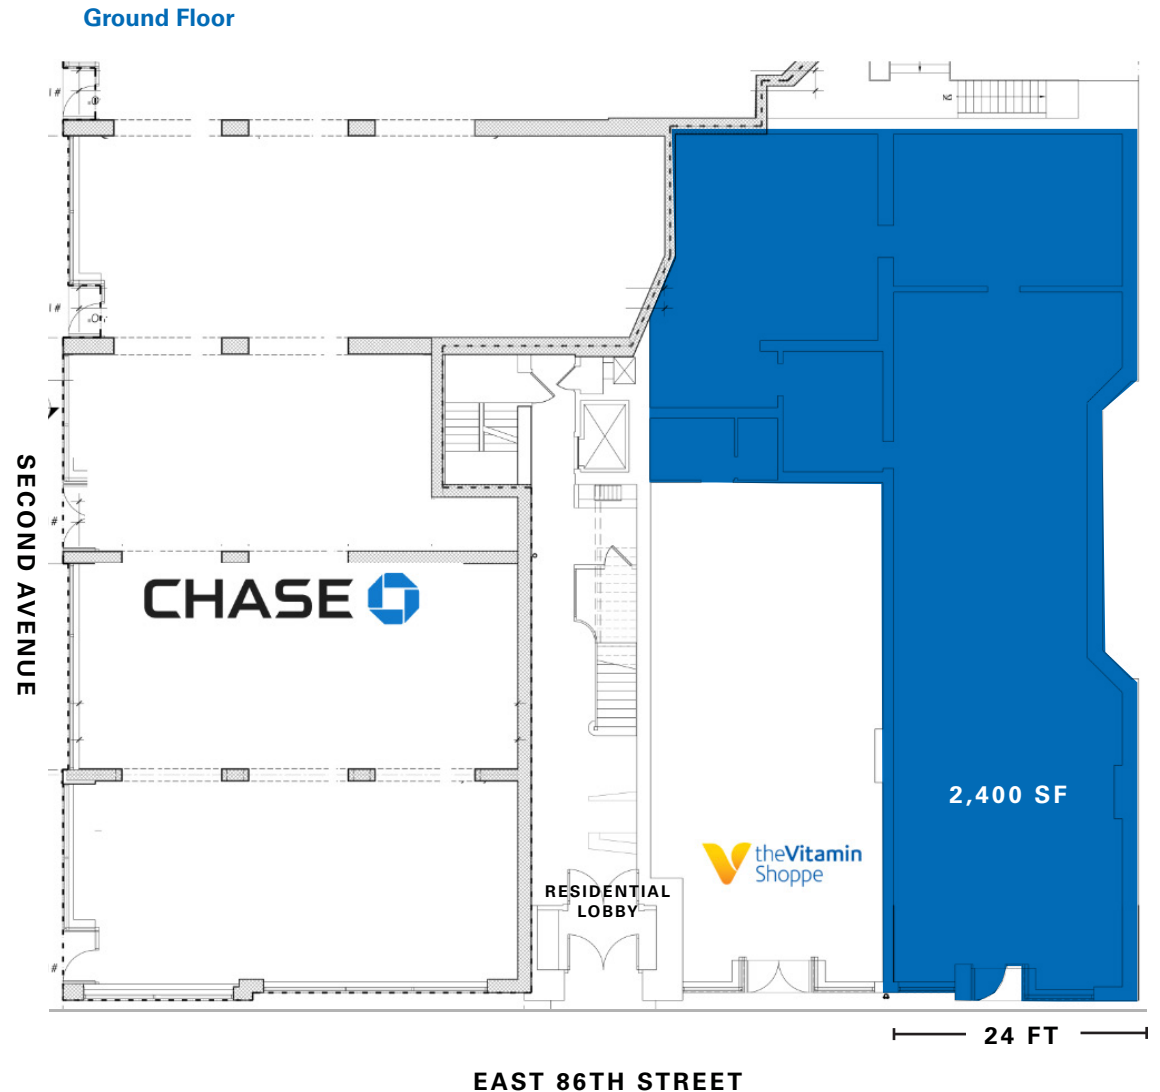 Ground Floor
#
#
CHASE
SECOND AVENUE
#
2,400 SF
theVitamin
Shoppe
RESIDENTIAL
LOBBY
#
24 FT
EAST 86TH STREET